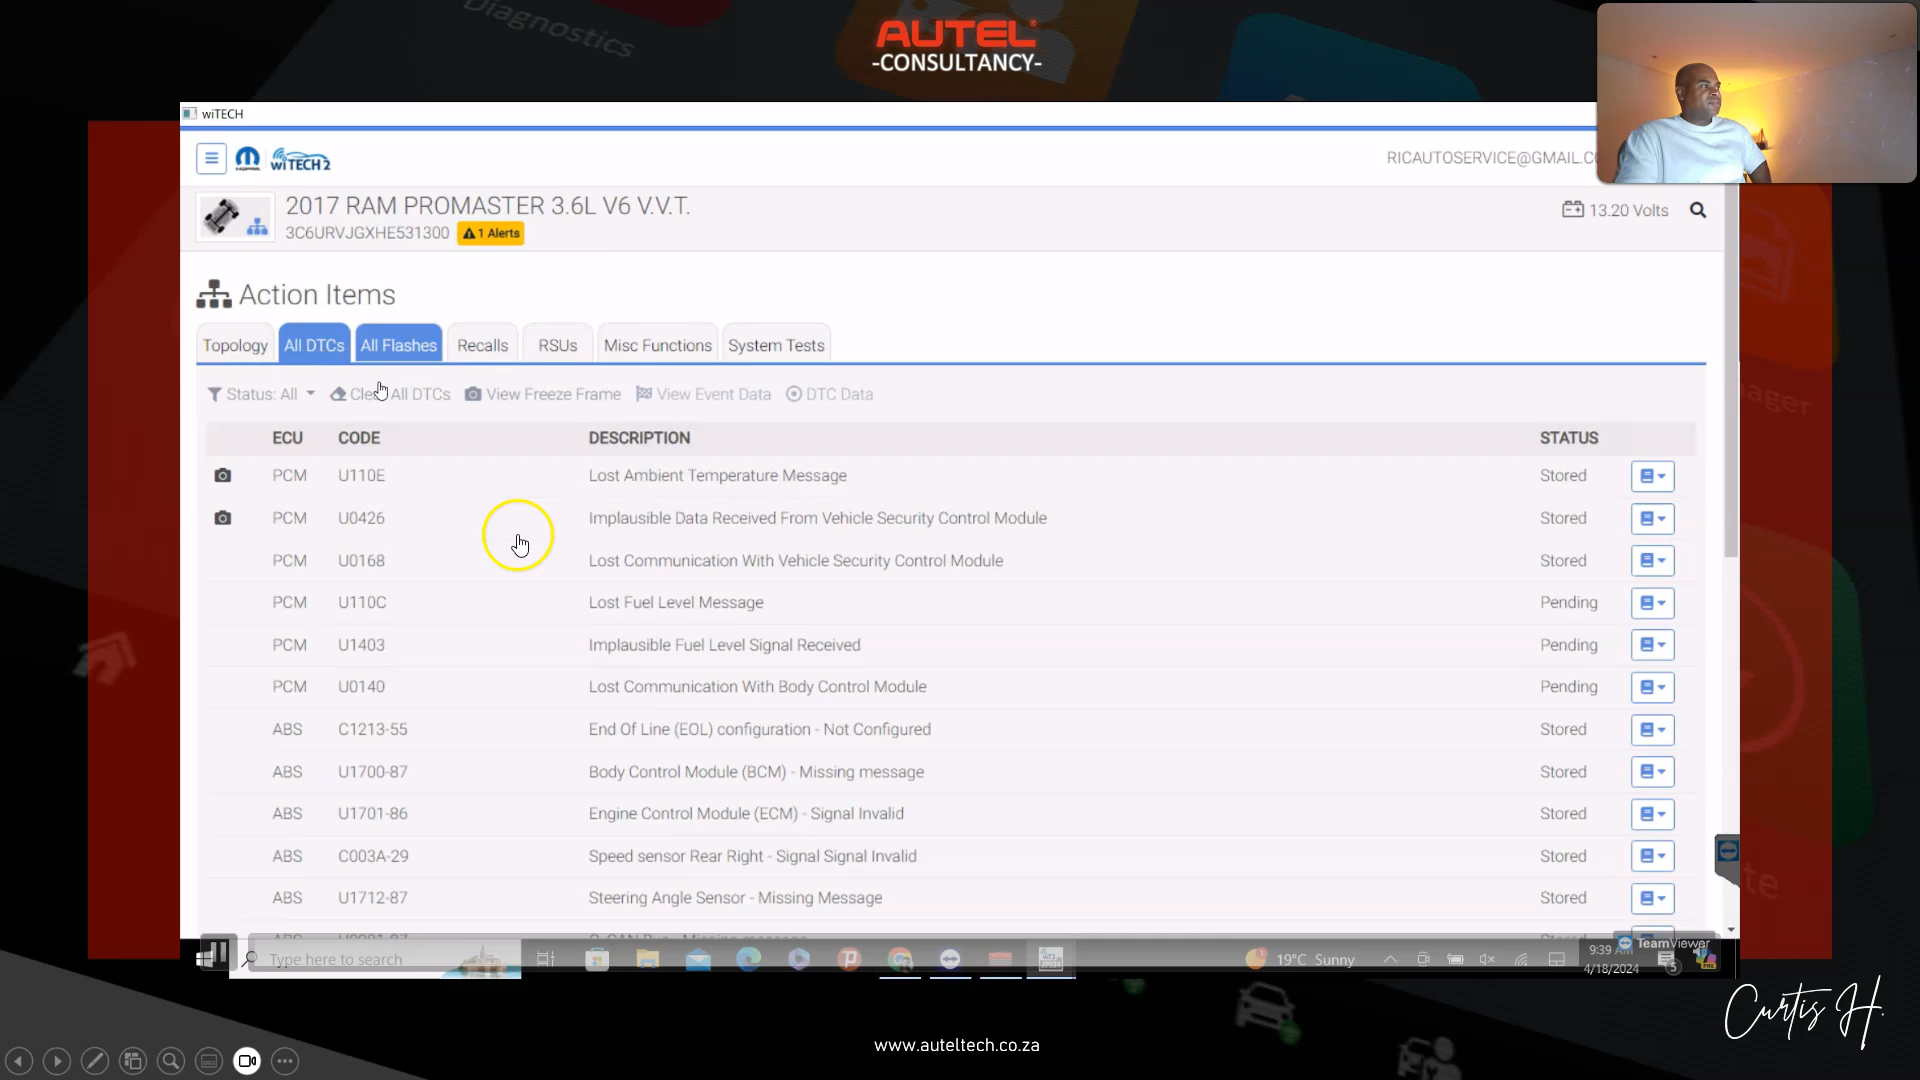 Diagnostics
AUTEL
-CONSULTANCY-
wiTECH
wiTECH 2
RICAUTOSERVICE@GMAIL.C
2017 RAM PROMASTER 3.6L V6 V.V.T.
3C6URVJGXHE531300 1 Alerts
13.20 Volts
Action Items
Topology All DTCs All Flashes Recalls RSUs Misc Functions System Tests
Status: All Clear All DTCs View Freeze Frame View Event Data DTC Data
ECU CODE DESCRIPTION STATUS
PCM U110E Lost Ambient Temperature Message Stored
PCM U0426 Implausible Data Received From Vehicle Security Control Module Stored
PCM U0168 Lost Communication With Vehicle Security Control Module Stored
PCM U110C Lost Fuel Level Message Pending
PCM U1403 Implausible Fuel Level Signal Received Pending
PCM U0140 Lost Communication With Body Control Module Pending
ABS C1213-55 End Of Line (EOL) configuration - Not Configured Stored
ABS U1700-87 Body Control Module (BCM) - Missing message Stored
ABS U1701-86 Engine Control Module (ECM) - Signal Invalid Stored
ABS C003A-29 Speed sensor Rear Right - Signal Signal Invalid Stored
ABS U1712-87 Steering Angle Sensor - Missing Message Stored
Type here to search
19°C Sunny
9:39 AM
4/18/2024
TeamViewer
5
Curtis H.
www.auteltech.co.za